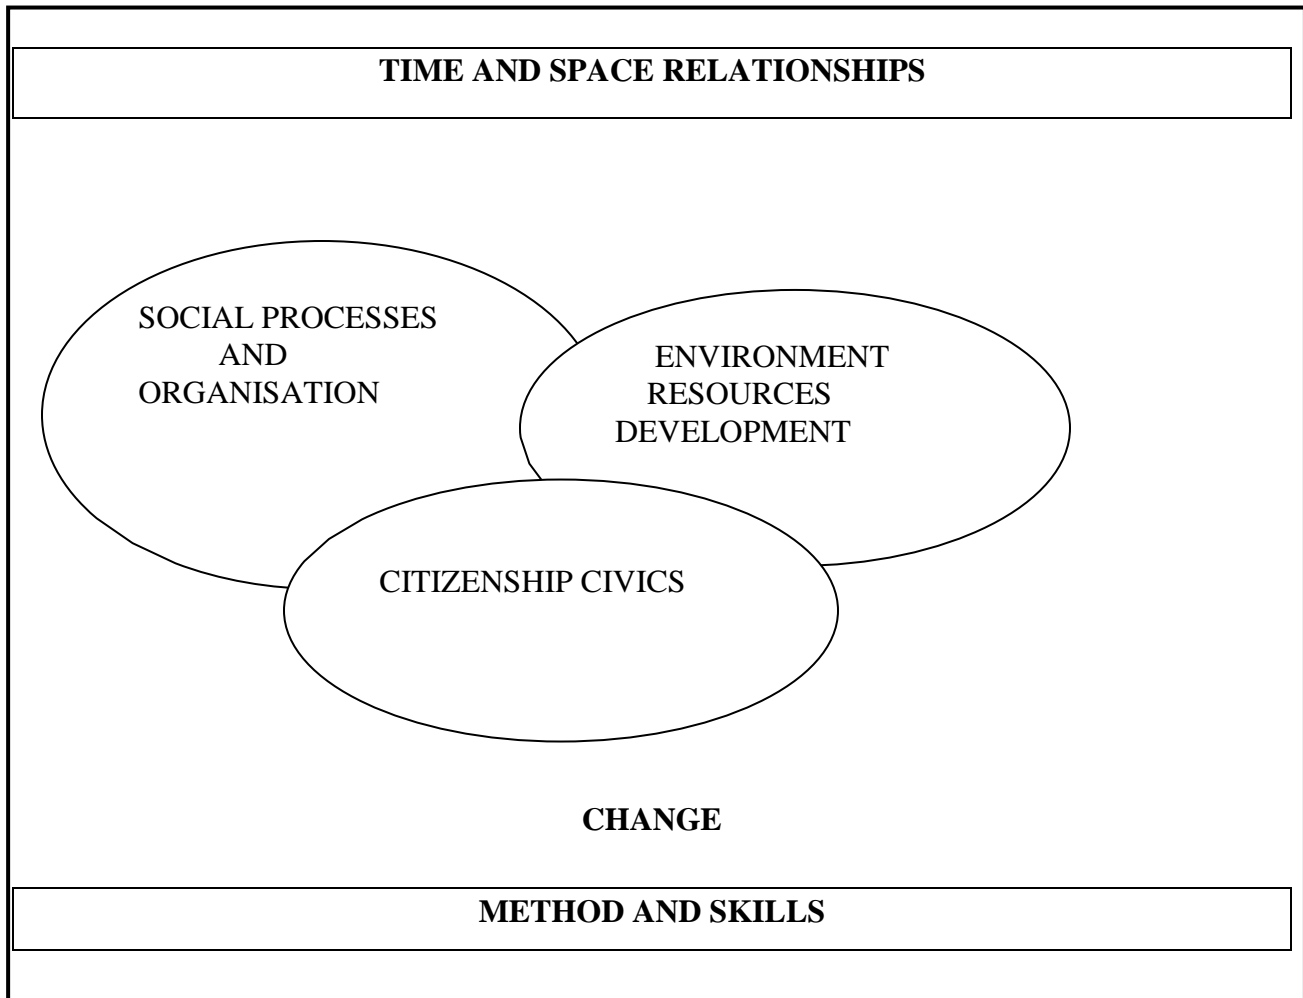 TIME AND SPACE RELATIONSHIPS
SOCIAL PROCESSES
AND
ORGANISATION
ENVIRONMENT
RESOURCES
DEVELOPMENT
CITIZENSHIP CIVICS
CHANGE
METHOD AND SKILLS